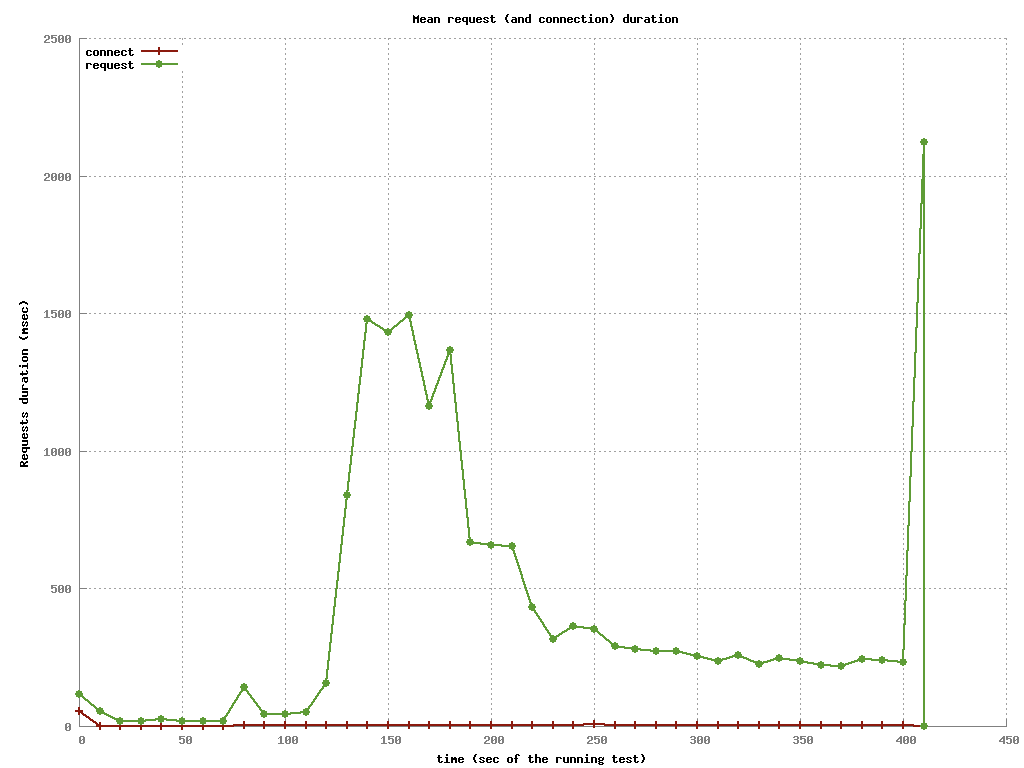 Mean request (and connection) duration
2500
2000
1500
1000
500
0
connect
request
Requests duration (msec)
0 50 100 150 200 250 300 350 400 450
time (sec of the running test)